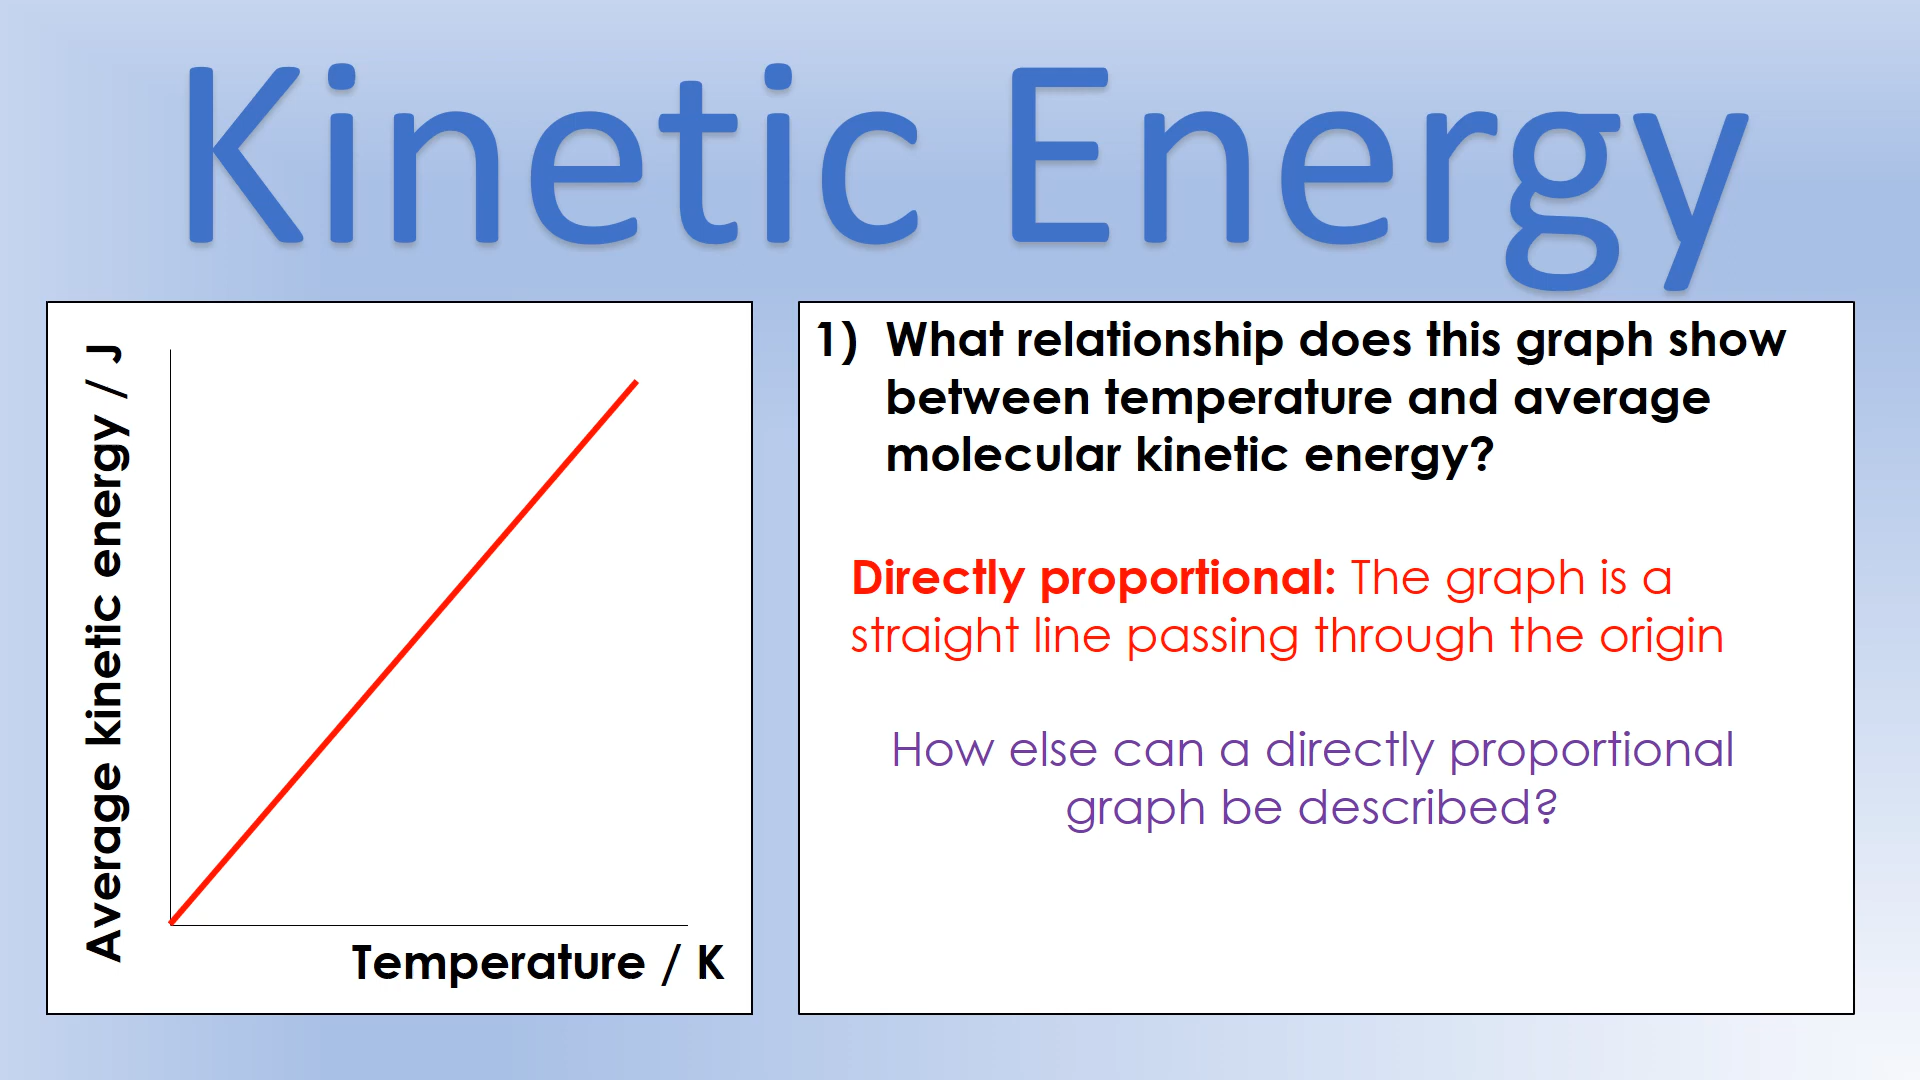 Kinetic Energy
Average kinetic energy / J
Temperature / K
1) What relationship does this graph show
between temperature and average
molecular kinetic energy?
Directly proportional: The graph is a
straight line passing through the origin
How else can a directly proportional
graph be described?